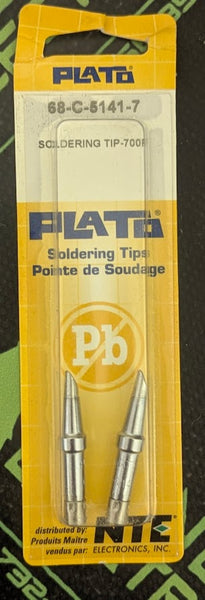 PLATO
68-C-5141-7
SOLDERING TIP-700F
PLATO
Soldering Tips
Pointe de Soudage
Pb
distributed by:
Produits Maitre
vendus par:
NTE
ELECTRONICS, INC.